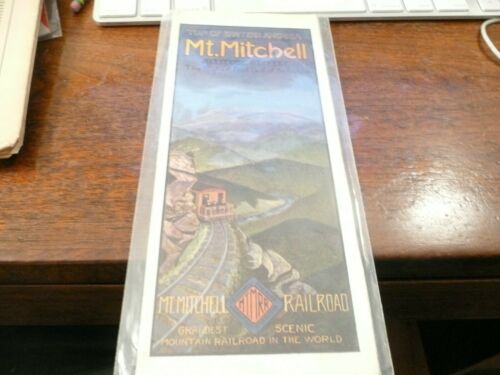 TOP OF EASTERN AMERICA
Mt. Mitchell
MT. MITCHELL RAILROAD
GRANDEST SCENIC
MOUNTAIN RAILROAD IN THE WORLD